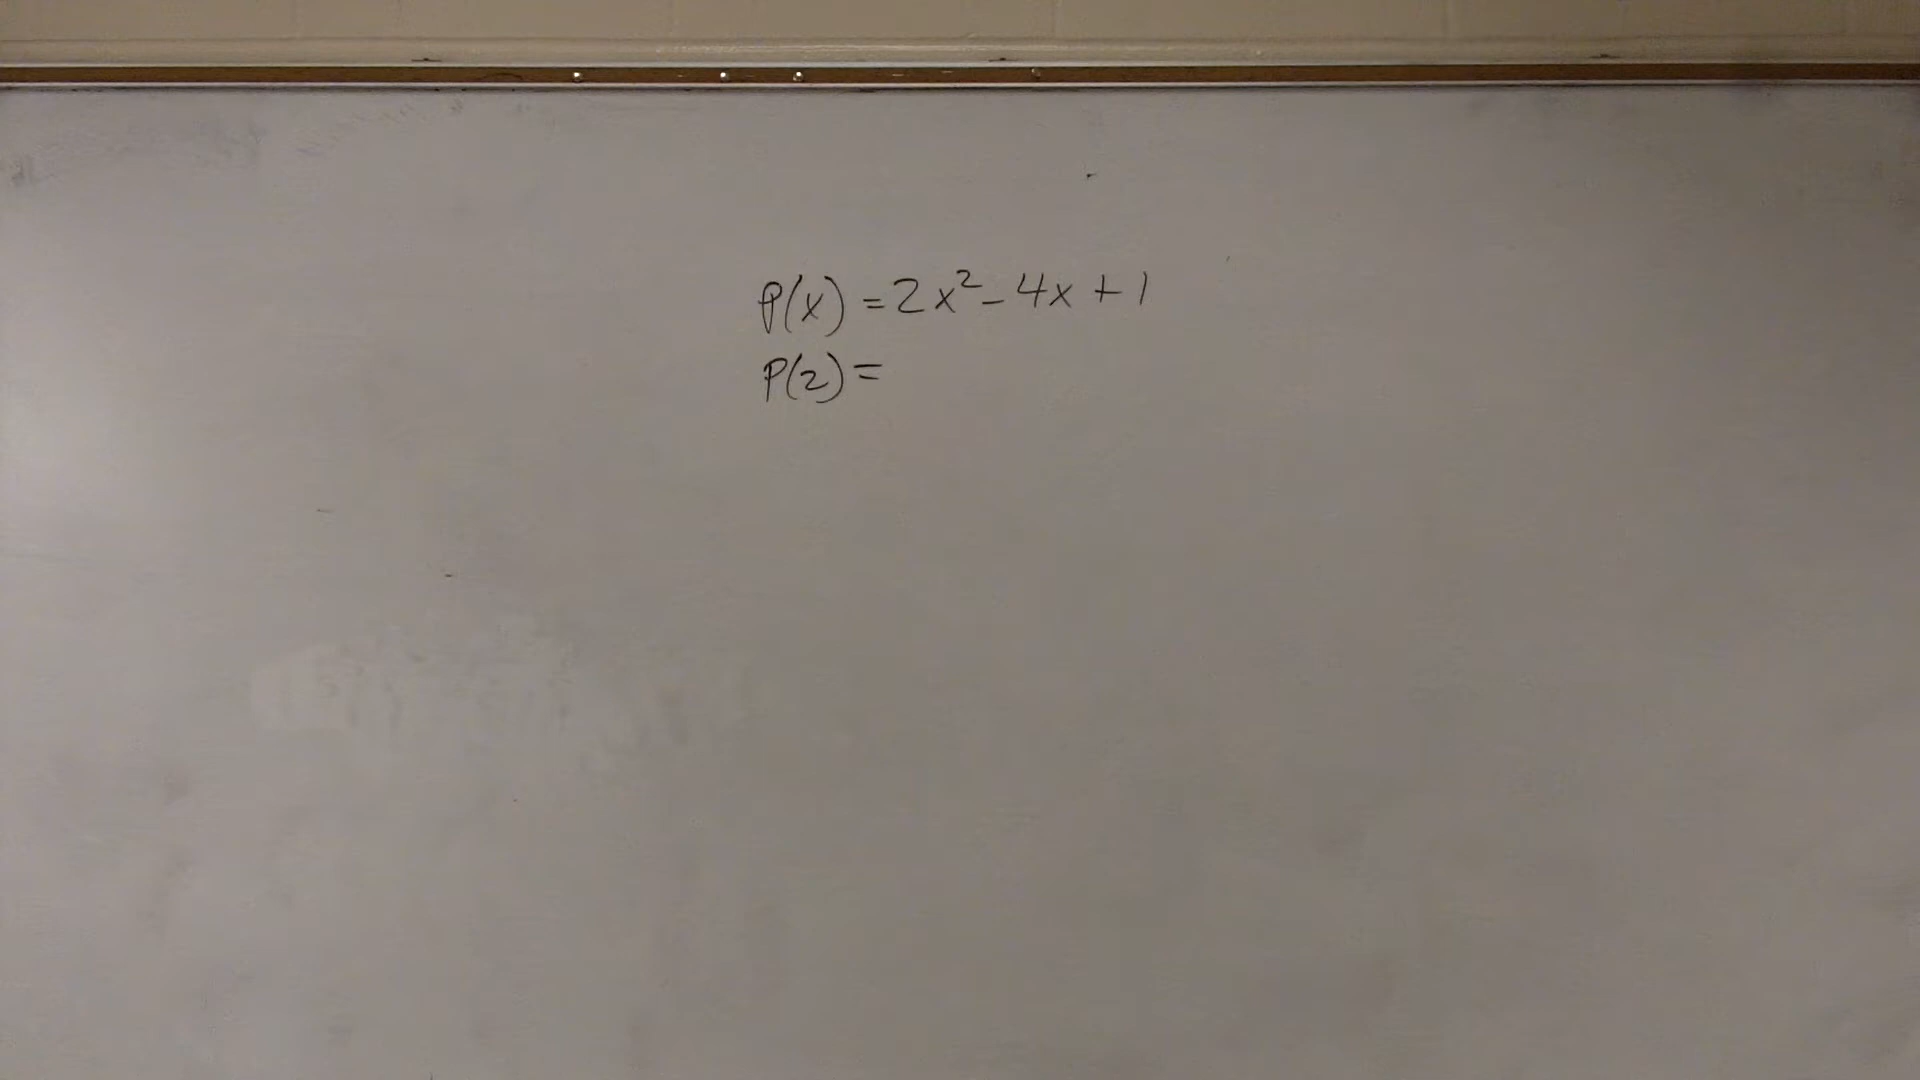 P(x) = 2x² - 4x + 1
P(2) =